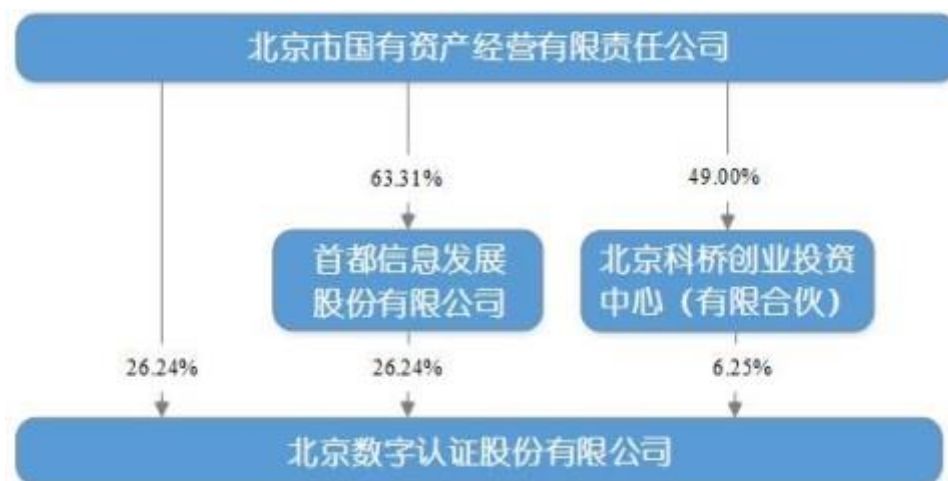 北京市国有资产经营有限责任公司
63.31%
49.00%
首都信息发展
股份有限公司
北京科桥创业投资
中心（有限合伙）
26.24%
26.24%
6.25%
北京数字认证股份有限公司